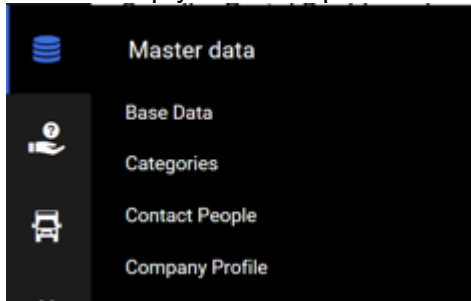 Master data
Base Data
Categories
Contact People
Company Profile